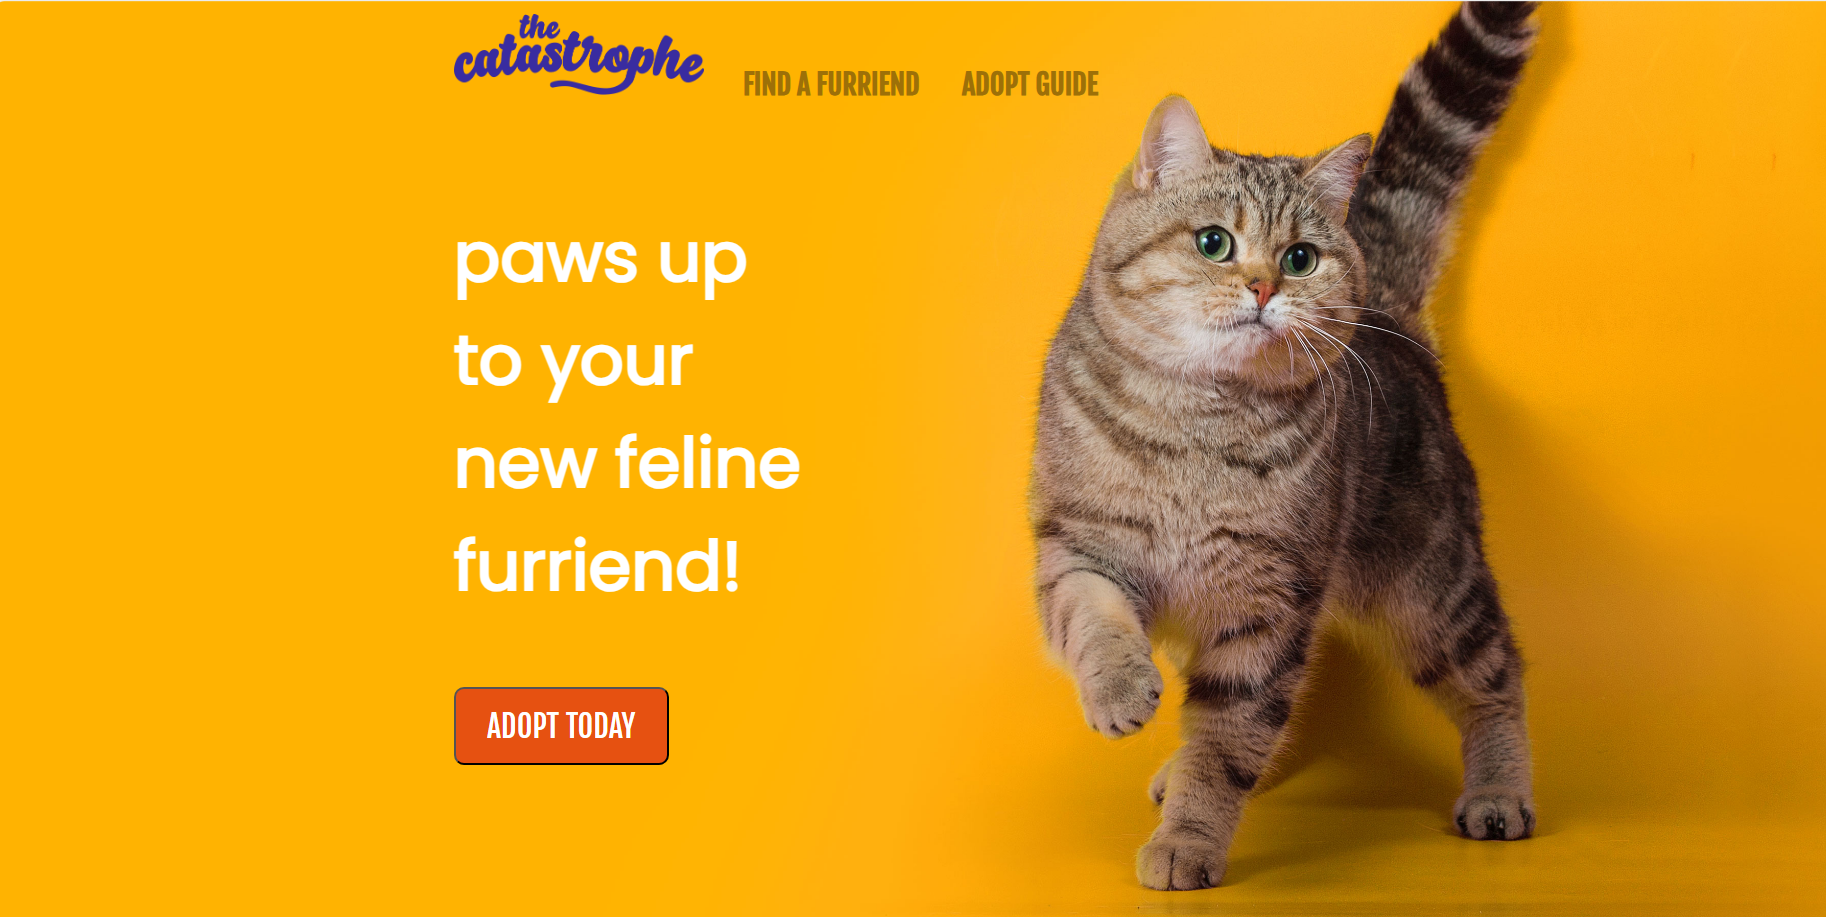 the
catastrophe
FIND A FURRIEND
ADOPT GUIDE
paws up
to your
new feline
furriend!
ADOPT TODAY